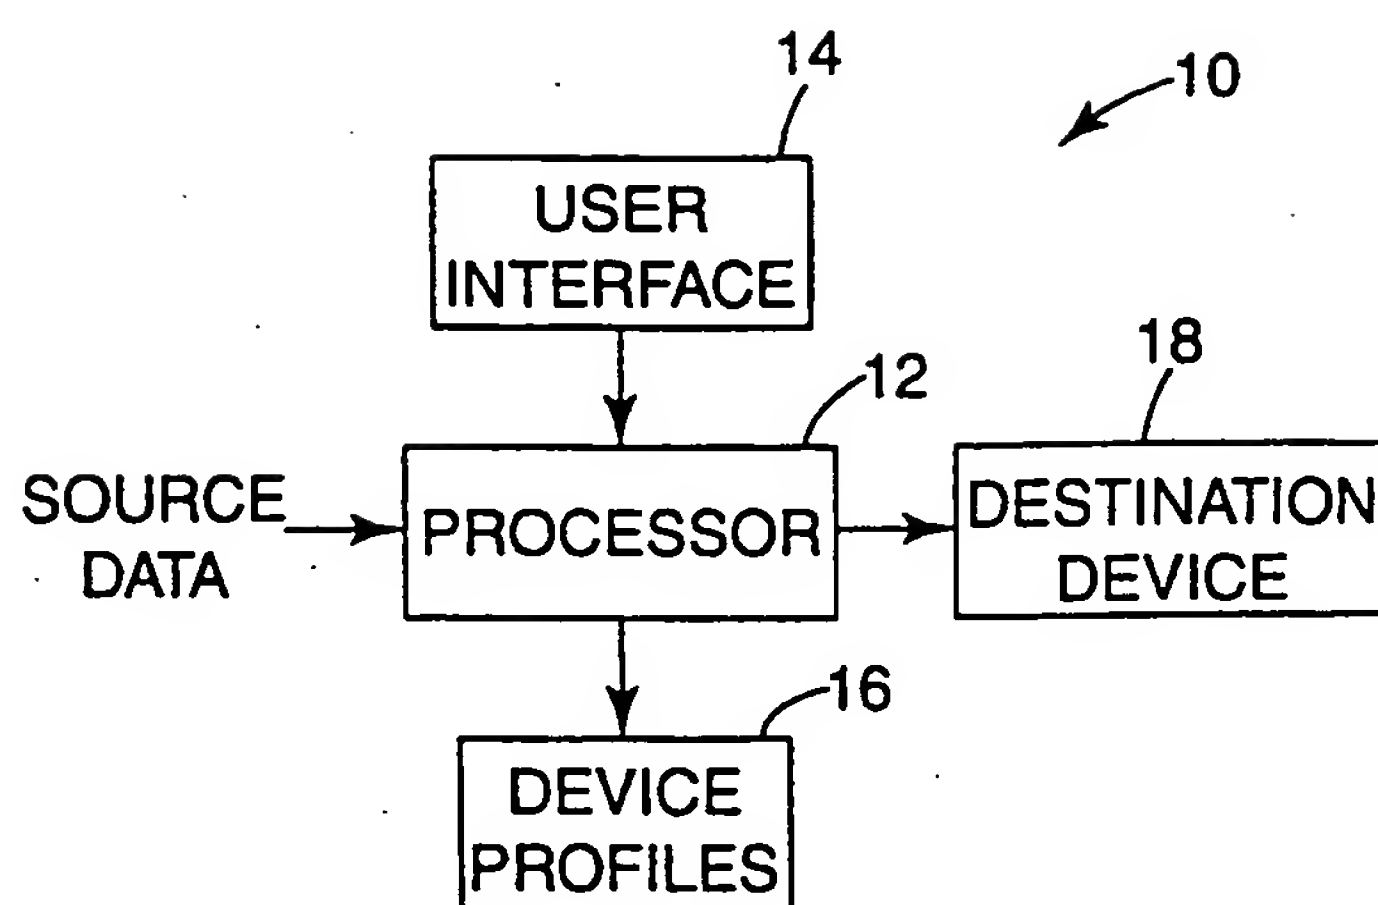 14
10
USER
INTERFACE
18
12
SOURCE
DATA
PROCESSOR
DESTINATION
DEVICE
16
DEVICE
PROFILES